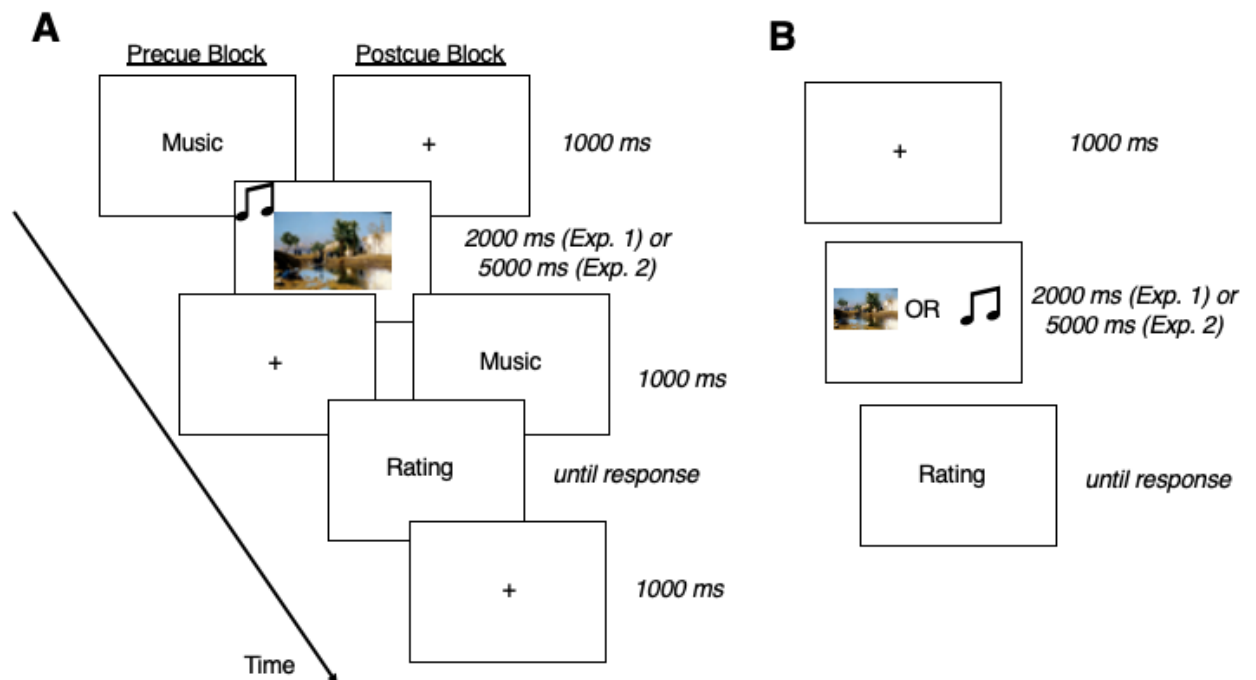 A
Precue Block
Postcue Block
Music
+
1000 ms
2000 ms (Exp. 1) or
5000 ms (Exp. 2)
+
Music
1000 ms
Rating
until response
+
1000 ms
Time
B
+
1000 ms
OR
2000 ms (Exp. 1) or
5000 ms (Exp. 2)
Rating
until response